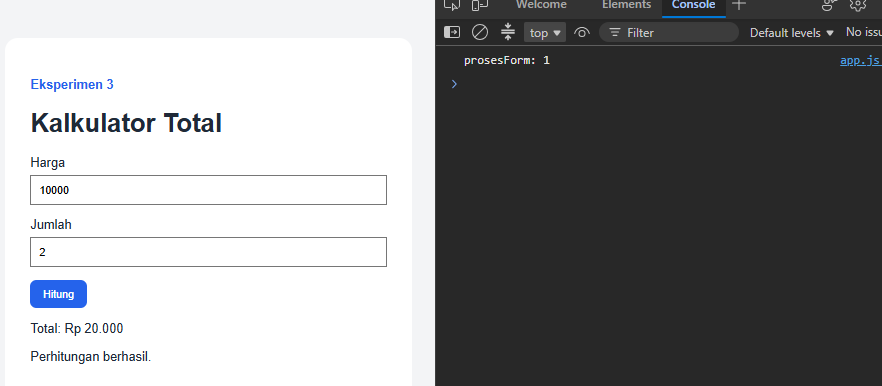 Welcome Elements Console
top Filter Default levels No issu
prosesForm: 1 app.js
Eksperimen 3
Kalkulator Total
Harga
10000
Jumlah
2
Hitung
Total: Rp 20.000
Perhitungan berhasil.